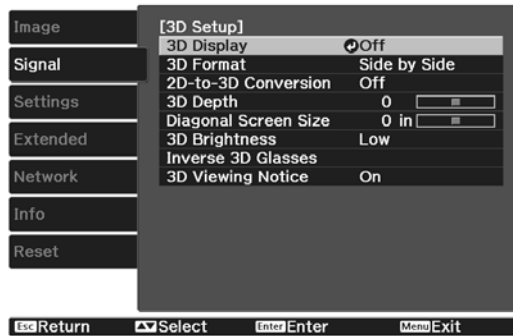 Image
Signal
Settings
Extended
Network
Info
Reset
[3D Setup]
3D Display Off
3D Format Side by Side
2D-to-3D Conversion Off
3D Depth 0
Diagonal Screen Size 0 in
3D Brightness Low
Inverse 3D Glasses
3D Viewing Notice On
Esc Return Select Enter Enter Menu Exit